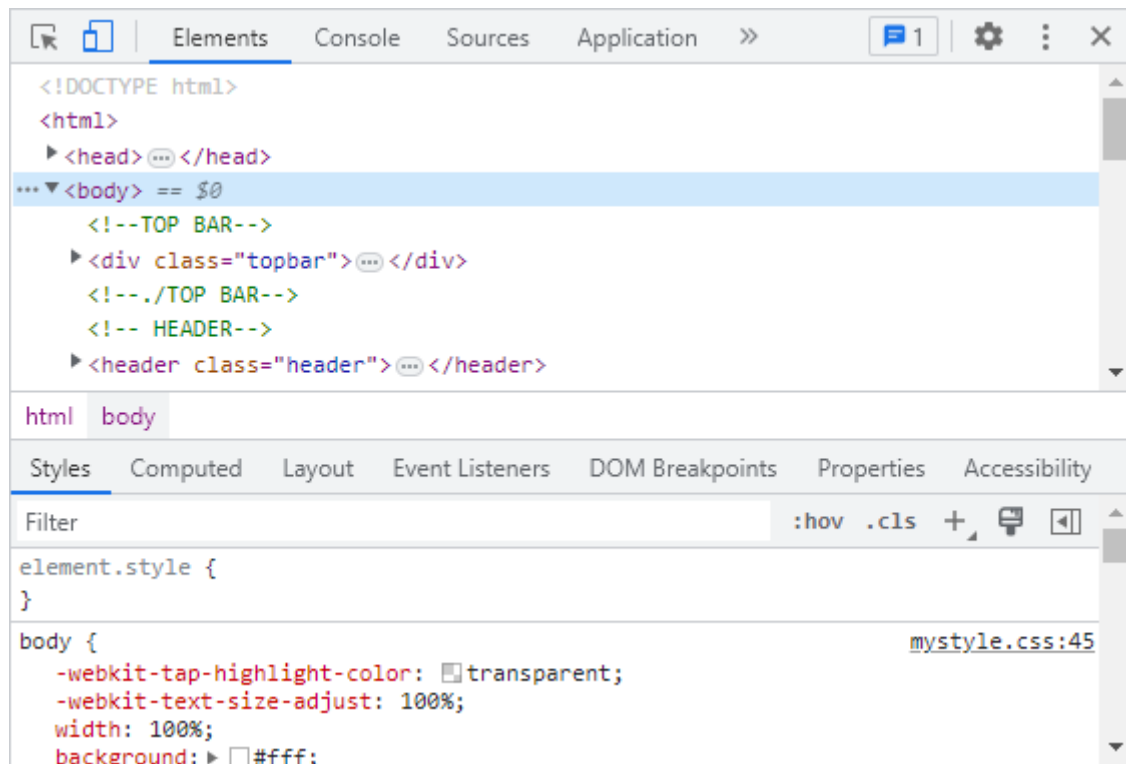 Elements Console Sources Application » 1
<!DOCTYPE html>
<html>
<head>…</head>
… <body> == $0
<!--TOP BAR-->
<div class="topbar">…</div>
<!--./TOP BAR-->
<!-- HEADER-->
<header class="header">…</header>
html body
Styles Computed Layout Event Listeners DOM Breakpoints Properties Accessibility
Filter :hov .cls +
element.style {
}
body { mystyle.css:45
-webkit-tap-highlight-color: transparent;
-webkit-text-size-adjust: 100%;
width: 100%;
background: #fff;